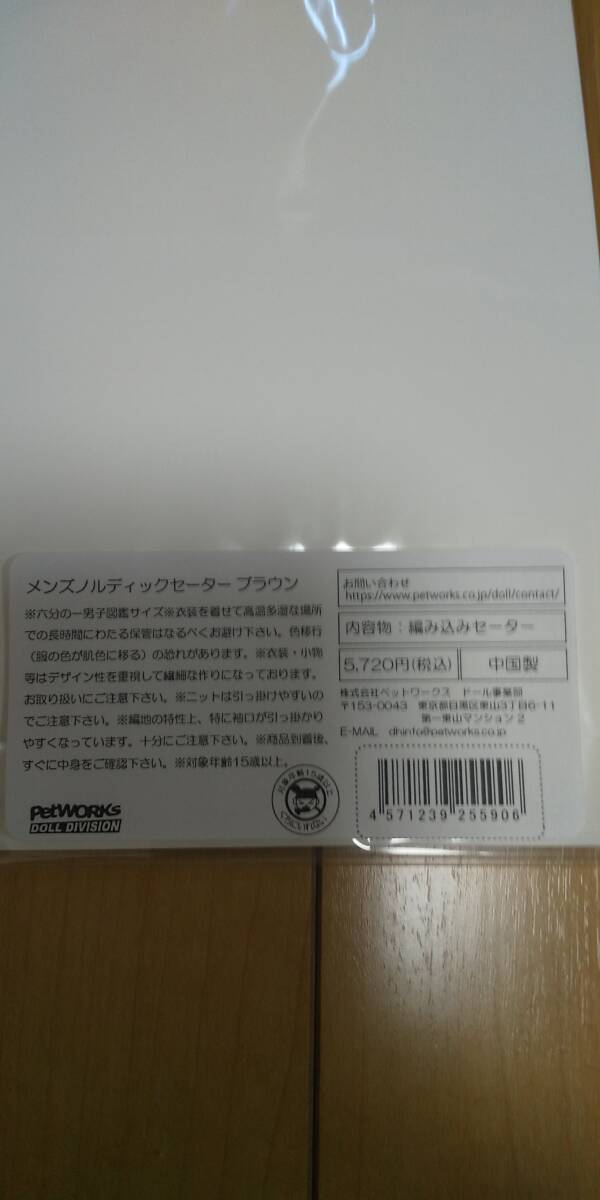 メンズノルディックセーター ブラウン
※六分の一男子図鑑サイズ※衣装を着せて高温多湿な場所
での長時間にわたる保管はなるべくお避け下さい。色移行
（服の色が肌色に移る）の恐れがあります。※衣装・小物
等はデザイン性を重視して繊細な作りになっております。
お取り扱いにご注意下さい。※ニットは引っ掛けやすいの
でご注意下さい。※編地の特性上、特に袖口が引っ掛かり
やすくなっています。十分にご注意下さい。※商品到着後、
すぐに中身をご確認下さい。※対象年齢15歳以上。
PetWORKs
DOLL DIVISION
対象年齢15歳以上
お問い合わせ
https://www.petworks.co.jp/doll/contact/
内容物：編み込みセーター
5,720円(税込)
中国製
株式会社ペットワークス ドール事業部
〒153-0043 東京都目黒区東山3丁目6-11
第一東山マンション2
E-MAIL dhinfo@petworks.co.jp
4 571239 255906